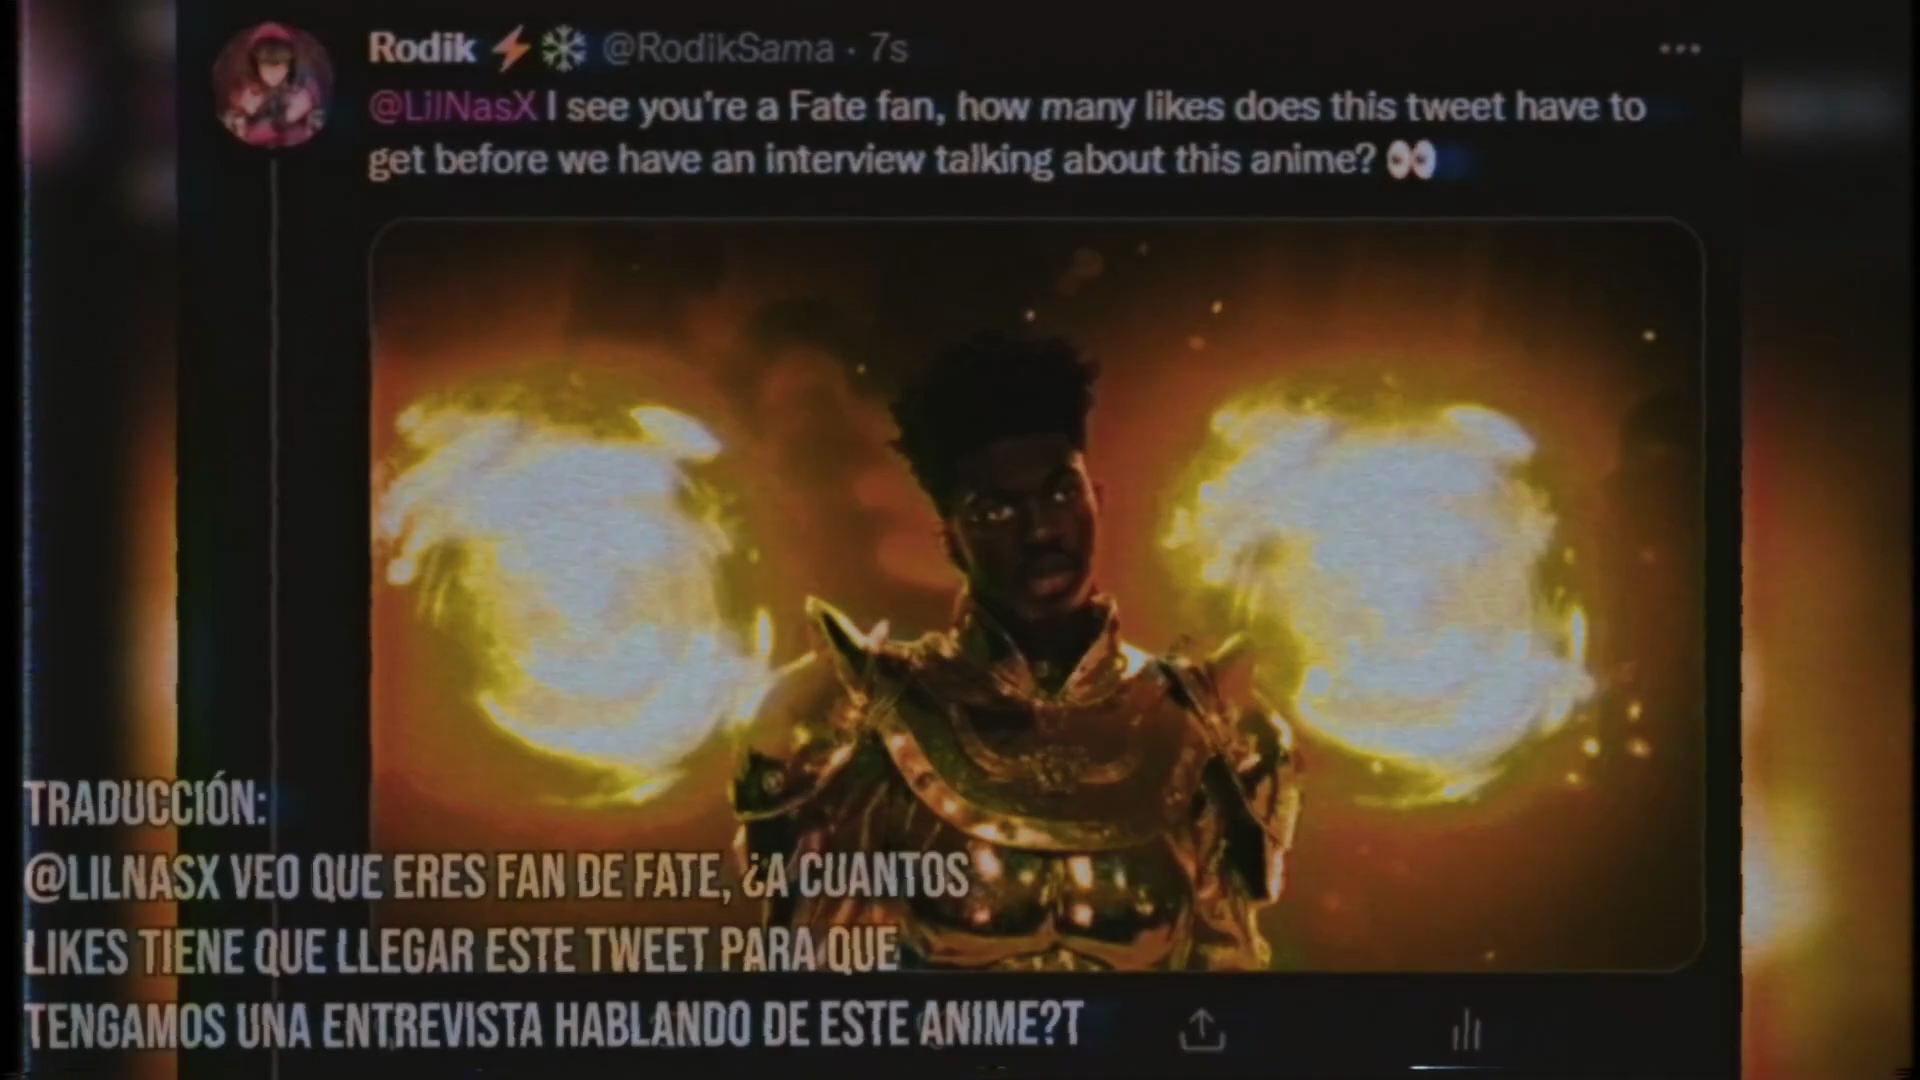 Rodik ⚡❄ @RodikSama · 7s
@LilNasX I see you're a Fate fan, how many likes does this tweet have to
get before we have an interview talking about this anime? 👀
TRADUCCIÓN:
@LILNASX VEO QUE ERES FAN DE FATE, ¿A CUANTOS
LIKES TIENE QUE LLEGAR ESTE TWEET PARA QUE
TENGAMOS UNA ENTREVISTA HABLANDO DE ESTE ANIME?T